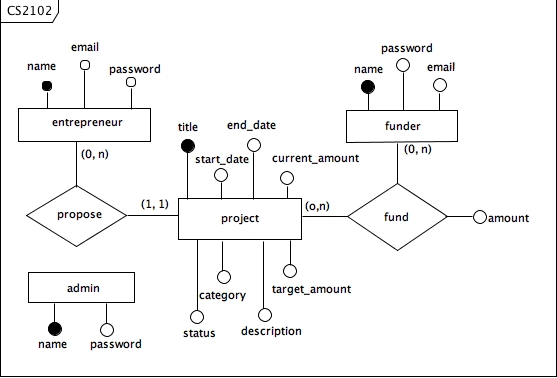 CS2102
email
name
password
entrepreneur
(0, n)
propose
(1, 1)
title
end_date
start_date
current_amount
project
(o,n)
password
name
email
funder
(0, n)
fund
amount
category
target_amount
status
description
admin
name
password